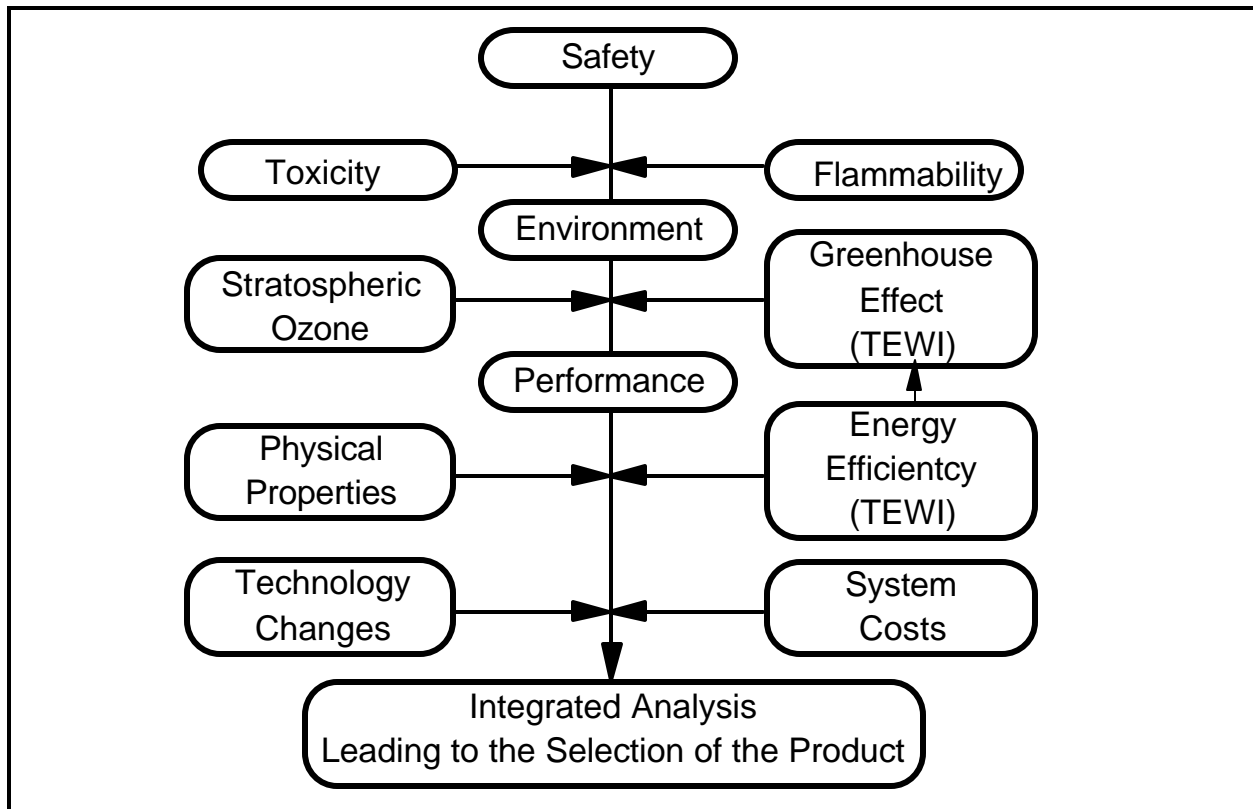 Safety
Toxicity
Flammability
Environment
Stratospheric
Ozone
Greenhouse
Effect
(TEWI)
Performance
Physical
Properties
Energy
Efficientcy
(TEWI)
Technology
Changes
System
Costs
Integrated Analysis
Leading to the Selection of the Product